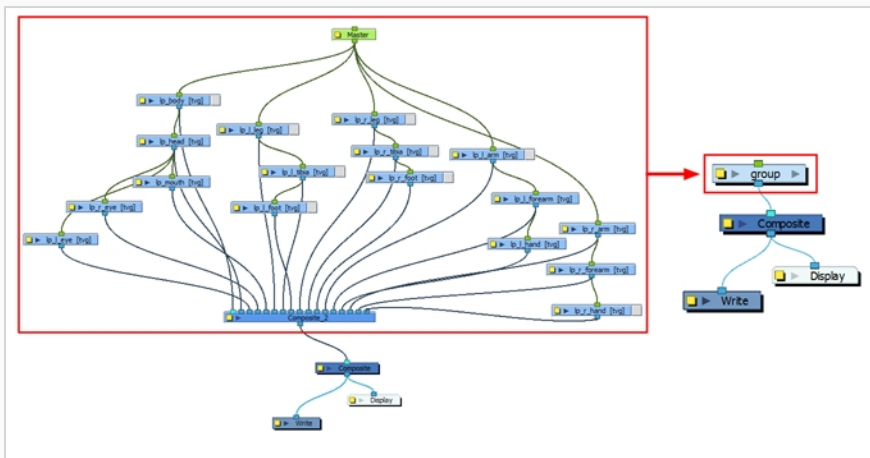 Master
lp_body [tvg]
lp_r_leg [tvg]
lp_l_leg [tvg]
lp_head [tvg]
lp_r_tibia [tvg]
lp_l_arm [tvg]
lp_l_tibia [tvg]
lp_r_foot [tvg]
lp_mouth [tvg]
lp_l_forearm [tvg]
lp_r_eye [tvg]
lp_l_foot [tvg]
lp_r_arm [tvg]
lp_l_eye [tvg]
lp_l_hand [tvg]
lp_r_forearm [tvg]
lp_r_hand [tvg]
Composite_2
Composite
Display
Write
group
Composite
Display
Write